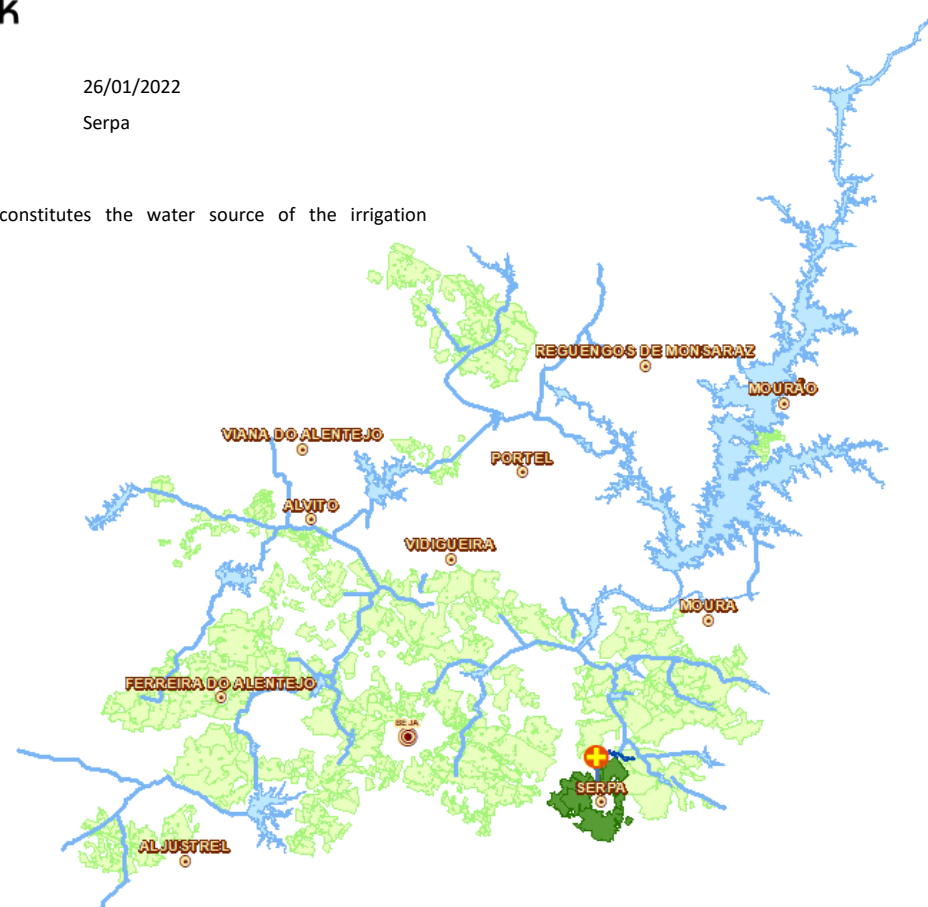 k
26/01/2022
Serpa
constitutes the water source of the irrigation
REGUENGOS DE MONSARAZ
MOURÃO
VIANA DO ALENTEJO
PORTEL
ALVITO
VIDIGUEIRA
MOURA
FERREIRA DO ALENTEJO
BEJA
SERPA
ALJUSTREL